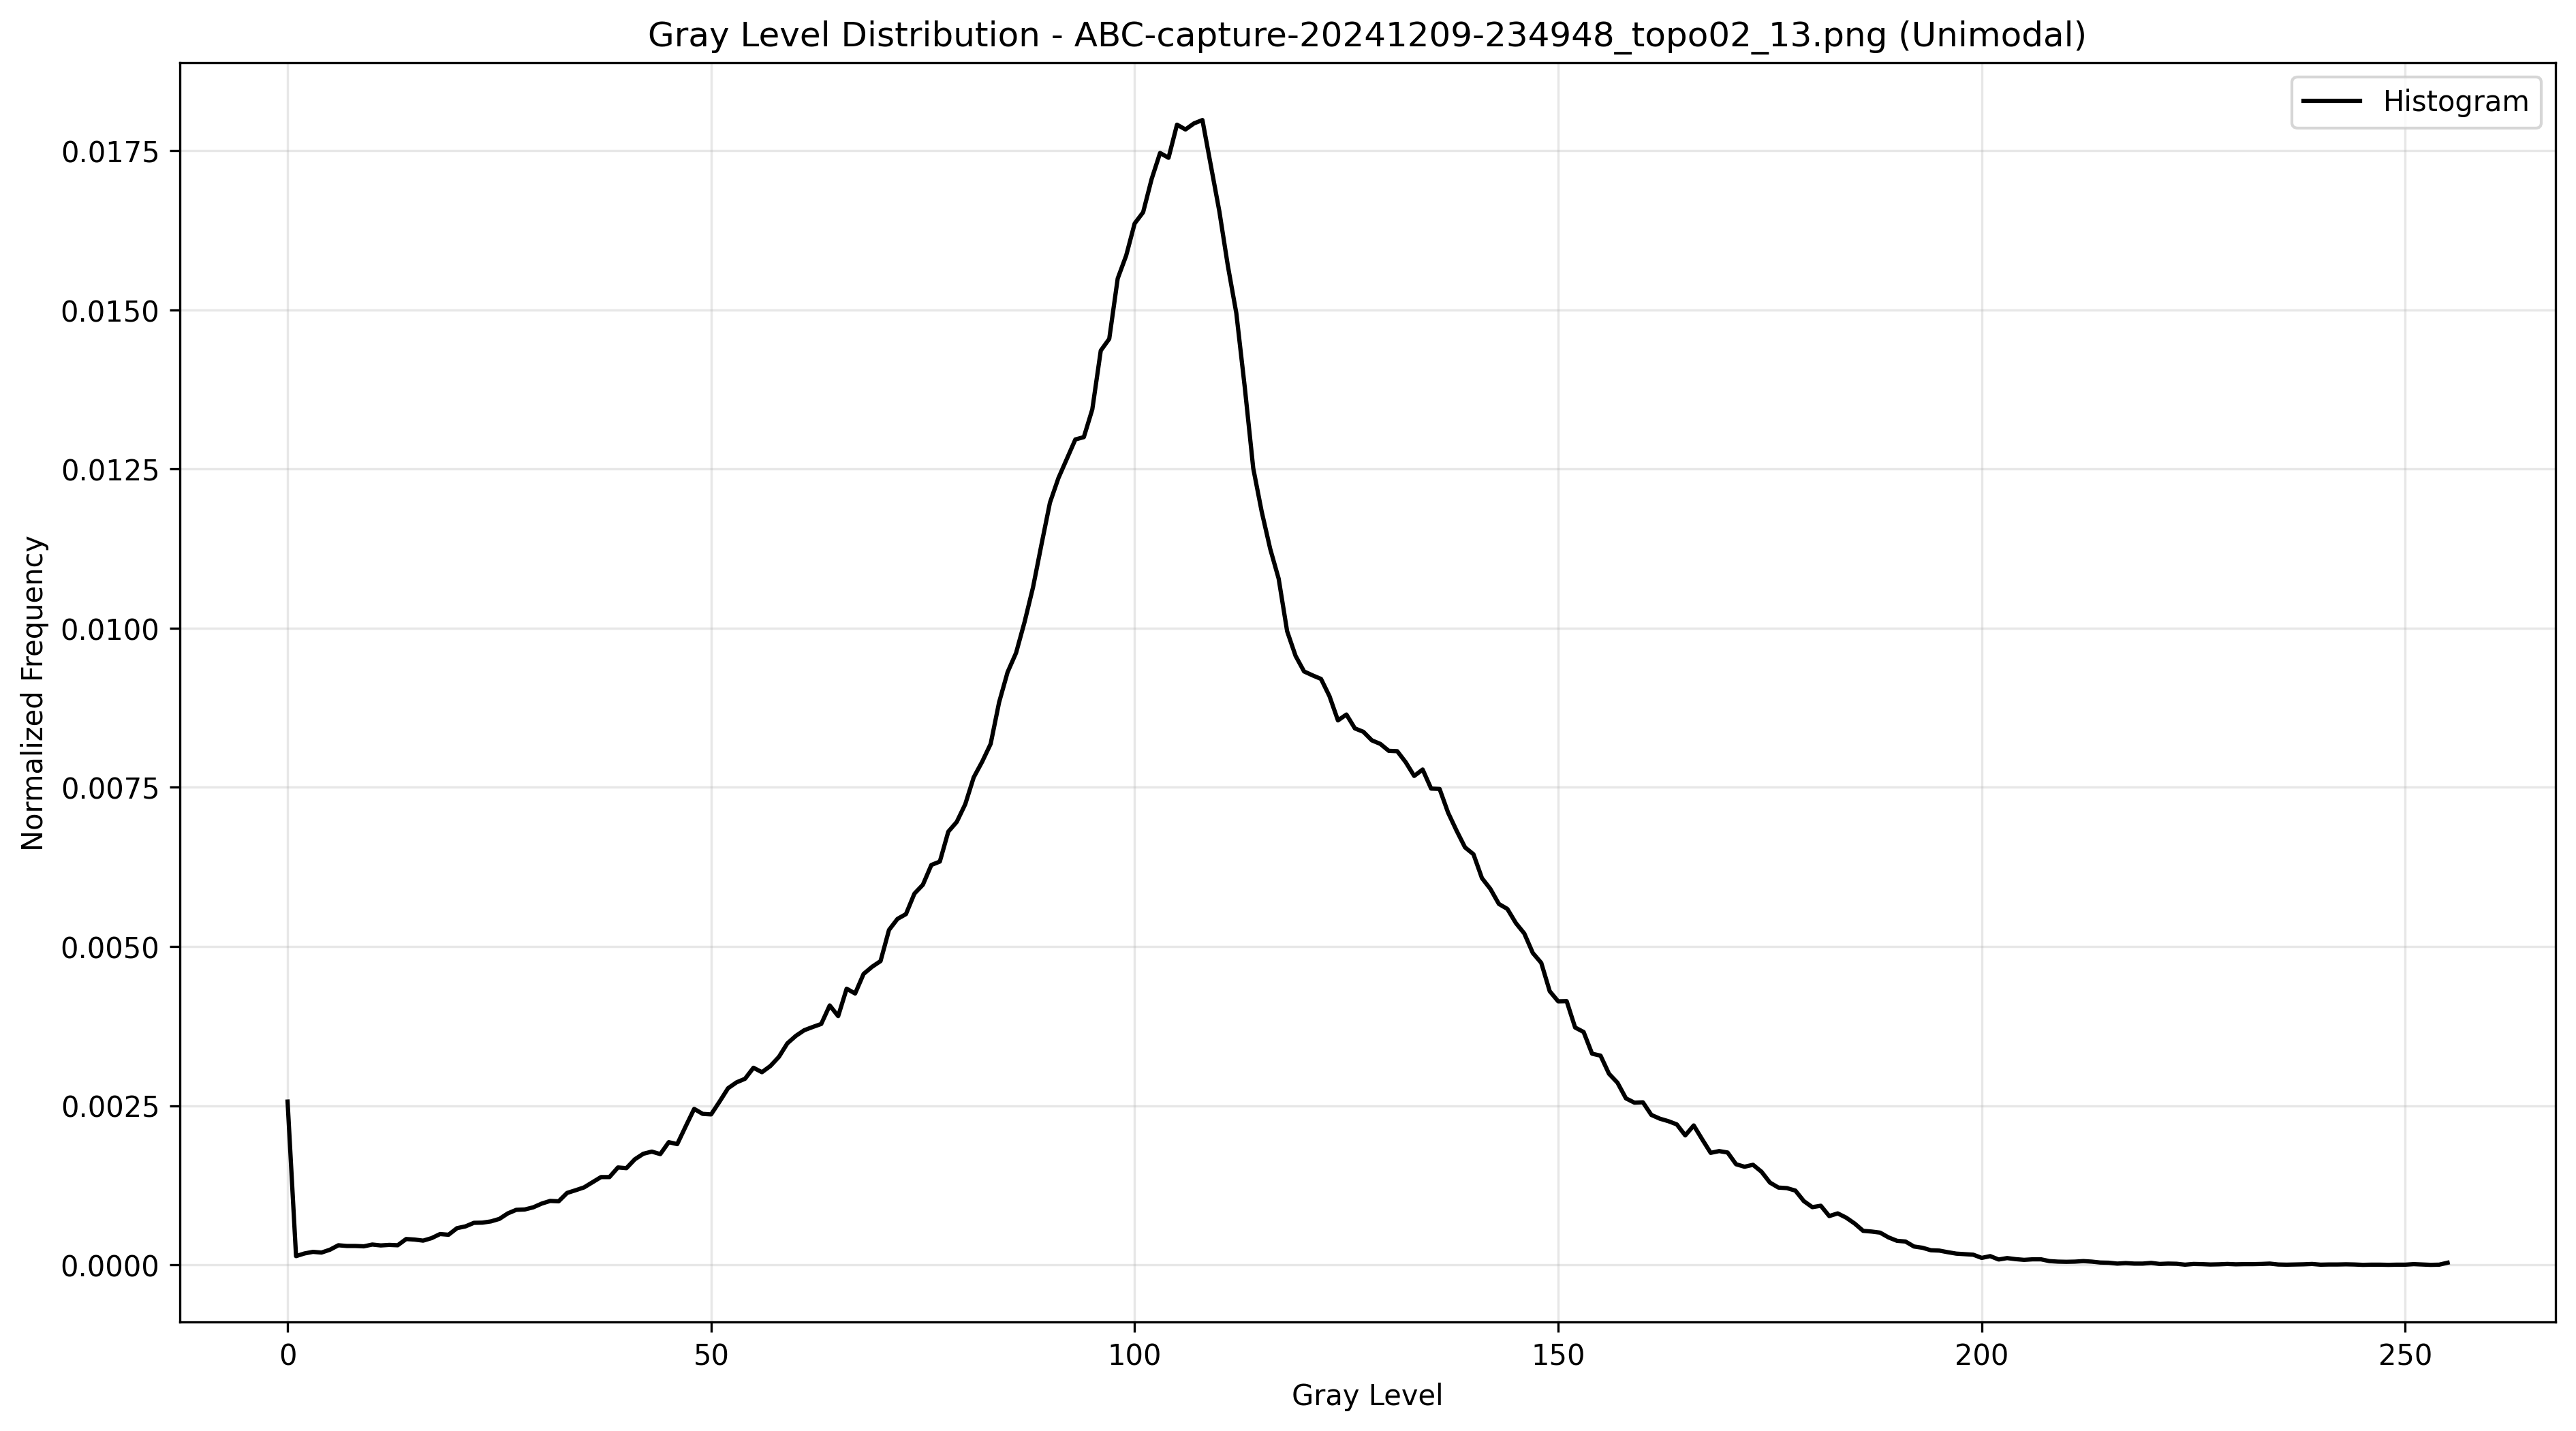 Gray Level Distribution - ABC-capture-20241209-234948_topo02_13.png (Unimodal)
Histogram
Normalized Frequency
0.0175
0.0150
0.0125
0.0100
0.0075
0.0050
0.0025
0.0000
0 50 100 150 200 250
Gray Level